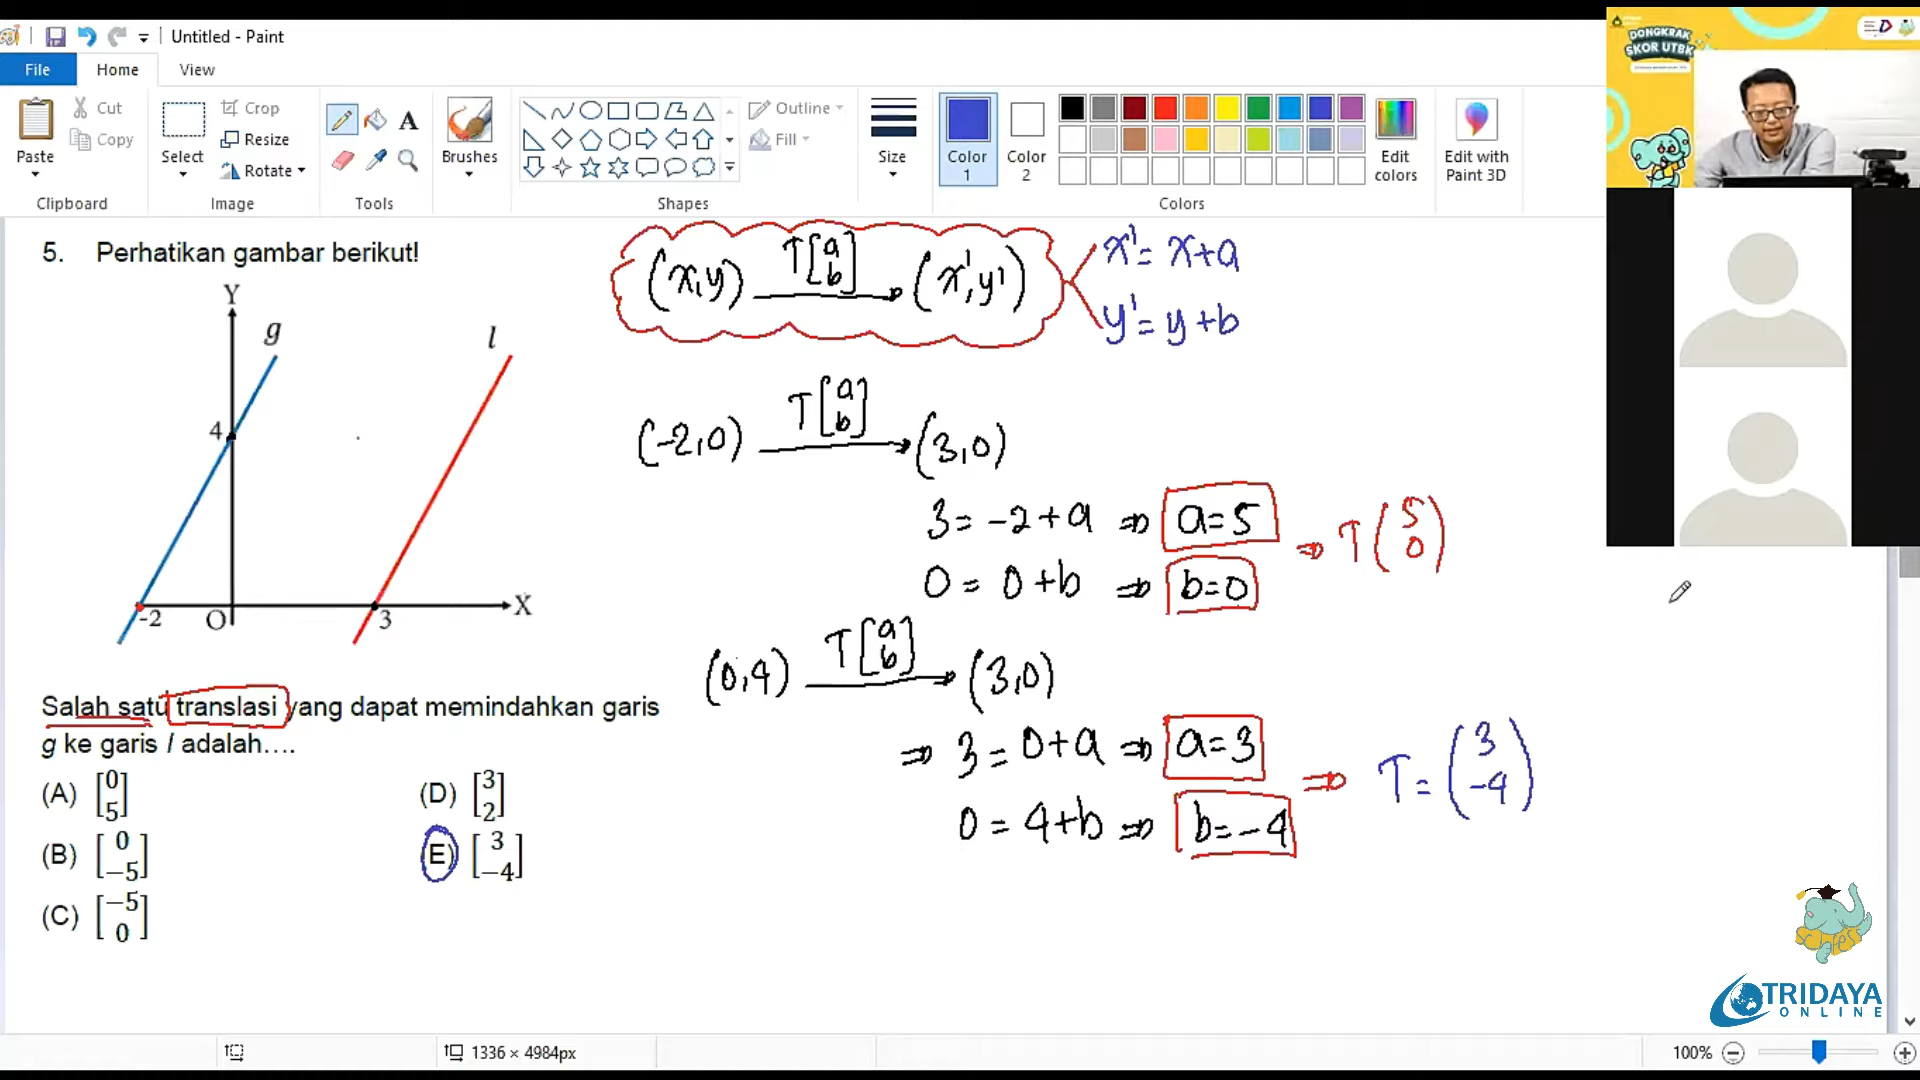 Untitled - Paint
File
Home
View
Paste
Cut
Copy
Clipboard
Select
Crop
Resize
Rotate
Image
A
Tools
Brushes
Outline
Fill
Shapes
Size
Color 1
Color 2
Edit colors
Edit with Paint 3D
Colors
DONGKRAK
SKOR UTBK
5. Perhatikan gambar berikut!
Y
g
l
4
-2
O
3
X
Salah satu translasi yang dapat memindahkan garis
g ke garis l adalah....
(A) [0 5]
(B) [0 −5]
(C) [−5 0]
(D) [3 2]
(E) [3 −4]
(x,y) T[a b] (x',y')
x' = x+a
y' = y+b
(-2,0) T[a b] (3,0)
3 = -2+a ⇒ a=5
0 = 0+b ⇒ b=0
⇒ T(5 0)
(0,4) T[a b] (3,0)
⇒ 3 = 0+a ⇒ a=3
0 = 4+b ⇒ b=-4
⇒ T = (3 -4)
TRIDAYA
ONLINE
1336 × 4984px
100%